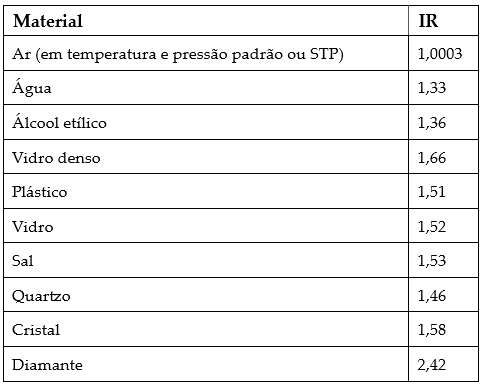 Material IR
Ar (em temperatura e pressão padrão ou STP) 1,0003
Água 1,33
Álcool etílico 1,36
Vidro denso 1,66
Plástico 1,51
Vidro 1,52
Sal 1,53
Quartzo 1,46
Cristal 1,58
Diamante 2,42